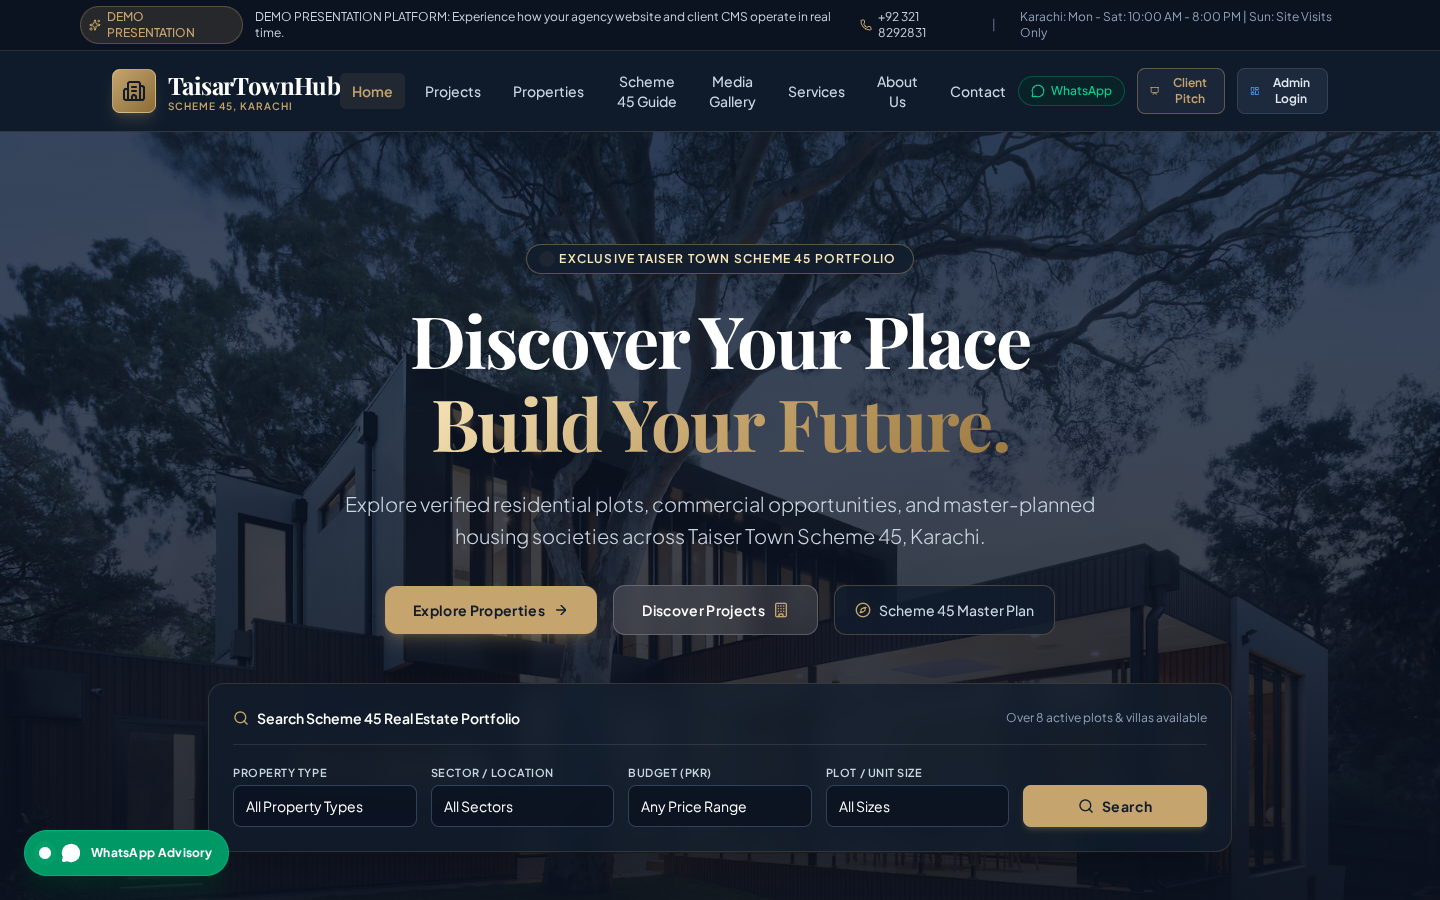 DEMO
PRESENTATION
DEMO PRESENTATION PLATFORM: Experience how your agency website and client CMS operate in real
time.
+92 321
8292831
|
Karachi: Mon - Sat: 10:00 AM - 8:00 PM | Sun: Site Visits
Only
TaisarTownHub
SCHEME 45, KARACHI
Home
Projects
Properties
Scheme
45 Guide
Media
Gallery
Services
About
Us
Contact
WhatsApp
Client
Pitch
Admin
Login
EXCLUSIVE TAISER TOWN SCHEME 45 PORTFOLIO
Discover Your Place
Build Your Future.
Explore verified residential plots, commercial opportunities, and master-planned
housing societies across Taiser Town Scheme 45, Karachi.
Explore Properties
Discover Projects
Scheme 45 Master Plan
Search Scheme 45 Real Estate Portfolio
Over 8 active plots & villas available
PROPERTY TYPE
SECTOR / LOCATION
BUDGET (PKR)
PLOT / UNIT SIZE
All Property Types
All Sectors
Any Price Range
All Sizes
Search
WhatsApp Advisory